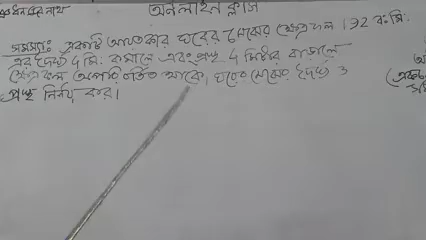 অনলাইন ক্লাস
সমস্যাঃ একটি আয়তাকার ঘরের মেঝের ক্ষেত্রফল 192 বঃমিঃ
এর দৈর্ঘ্য 4 মিঃ কমালে এবং প্রস্থ 4 মিটার বাড়ালে
ক্ষেত্রফল অপরিবর্তিত থাকে। ঘরের মেঝের দৈর্ঘ্য ও
প্রস্থ নির্ণয় কর।